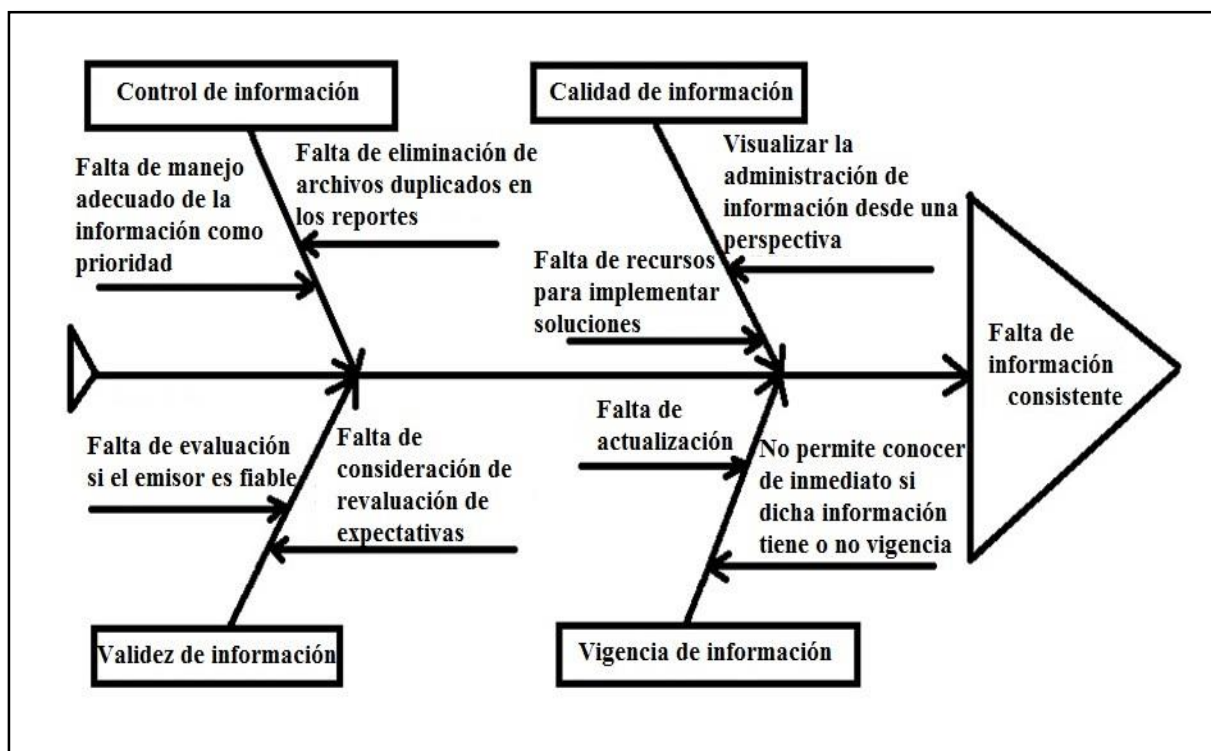 Control de información
Calidad de información
Falta de manejo
adecuado de la
información como
prioridad
Falta de eliminación de
archivos duplicados en
los reportes
Falta de recursos
para implementar
soluciones
Visualizar la
administración de
información desde una
perspectiva
Falta de
información
consistente
Falta de evaluación
si el emisor es fiable
Falta de
consideración de
revaluación de
expectativas
Falta de
actualización
No permite conocer
de inmediato si
dicha información
tiene o no vigencia
Validez de información
Vigencia de información